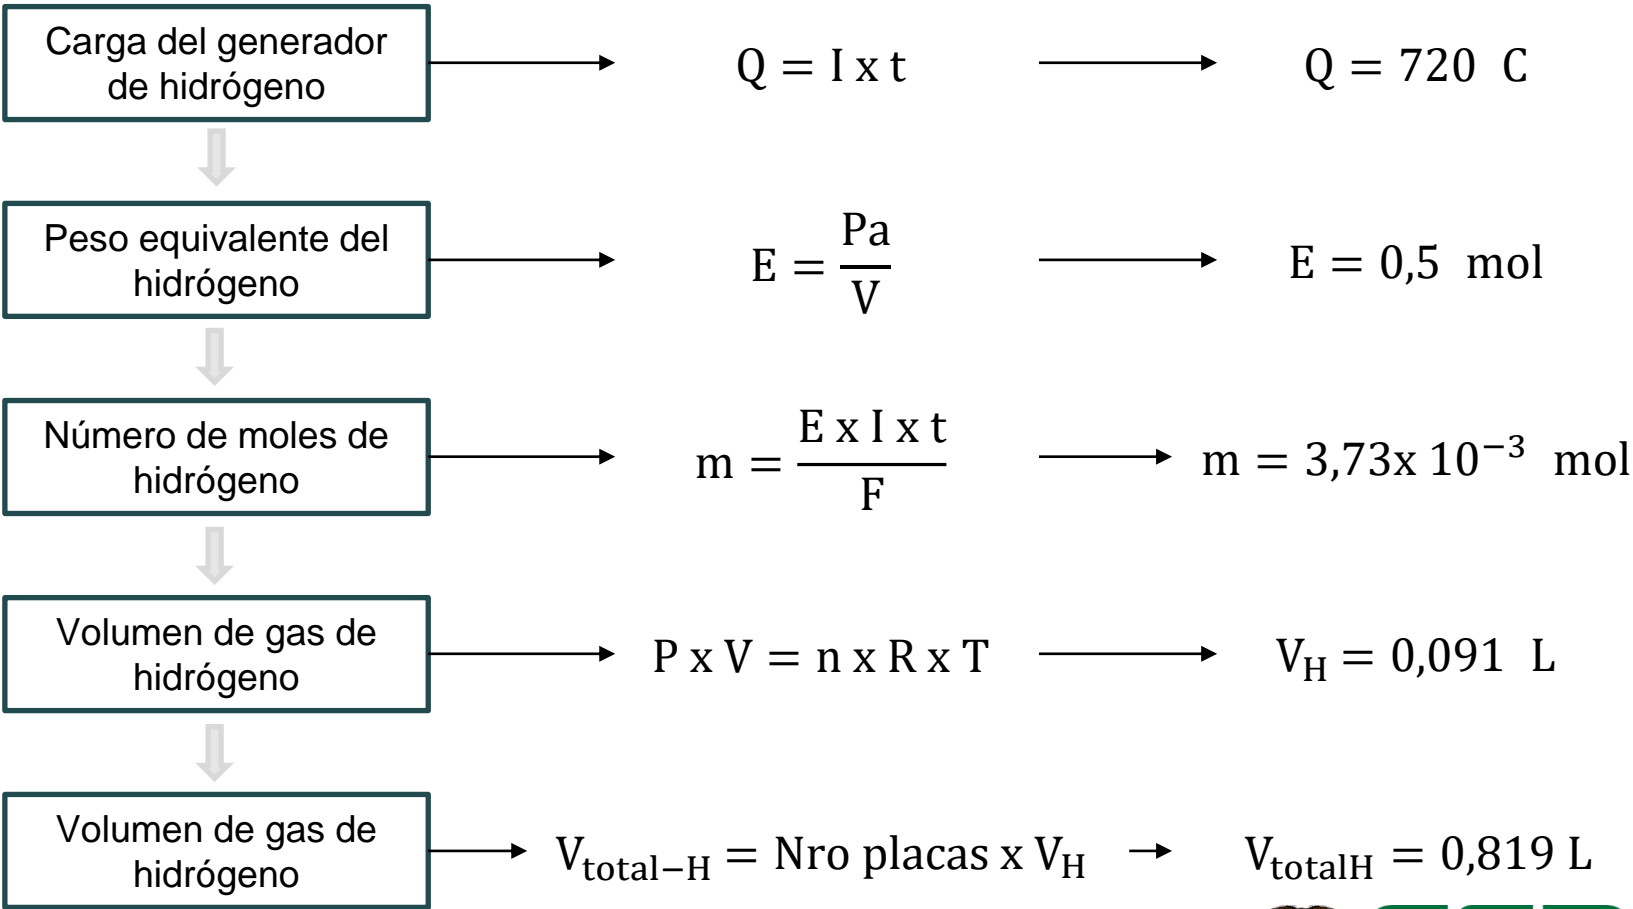 Carga del generador
de hidrógeno
Q = I x t
Q = 720 C
Peso equivalente del
hidrógeno
E = Pa/V
E = 0,5 mol
Número de moles de
hidrógeno
m = E x I x t/F
m = 3,73x 10⁻³ mol
Volumen de gas de
hidrógeno
P x V = n x R x T
V_H = 0,091 L
Volumen de gas de
hidrógeno
V_total−H = Nro placas x V_H
V_totalH = 0,819 L